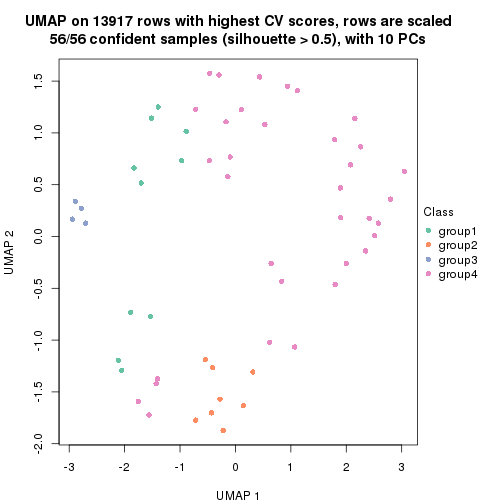 UMAP on 13917 rows with highest CV scores, rows are scaled
56/56 confident samples (silhouette > 0.5), with 10 PCs
1.5
1.0
0.5
0.0
-0.5
-1.0
-1.5
-2.0
UMAP 2
-3 -2 -1 0 1 2 3
UMAP 1
Class
group1
group2
group3
group4